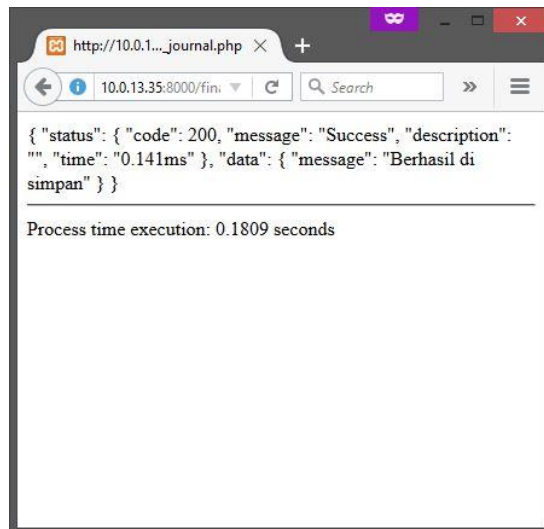 http://10.0.1..._journal.php
10.0.13.35:8000/fin
Search
{ "status": { "code": 200, "message": "Success", "description":
"", "time": "0.141ms" }, "data": { "message": "Berhasil di
simpan" } }
Process time execution: 0.1809 seconds